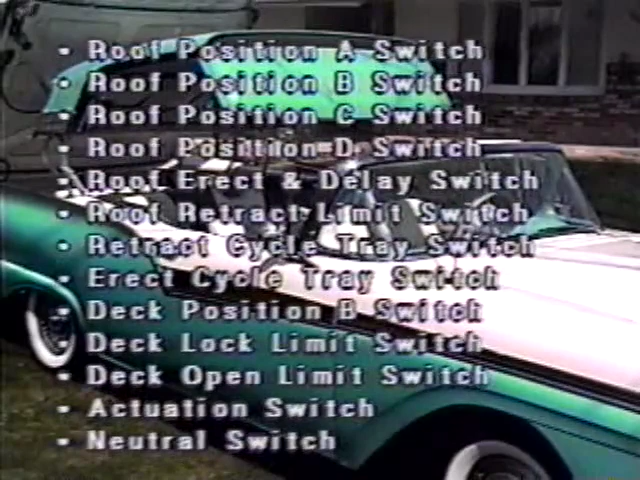 • Roof Position A Switch
• Roof Position B Switch
• Roof Position C Switch
• Roof Position D Switch
• Roof Erect & Delay Switch
• Roof Retract Limit Switch
• Retract Cycle Tray Switch
• Erect Cycle Tray Switch
• Deck Position B Switch
• Deck Lock Limit Switch
• Deck Open Limit Switch
• Actuation Switch
• Neutral Switch